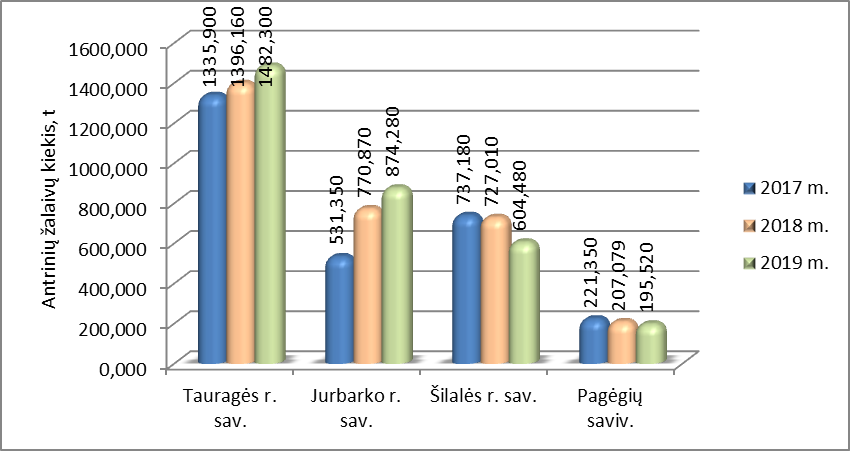 1600,000
1400,000
1200,000
1000,000
800,000
600,000
400,000
200,000
0,000
Antrinių žalaivų kiekis, t
1335,900
1396,160
1482,300
531,350
770,870
874,280
737,180
727,010
604,480
221,350
207,079
195,520
Tauragės r.
sav.
Jurbarko r.
sav.
Šilalės r. sav.
Pagėgių
saviv.
2017 m.
2018 m.
2019 m.